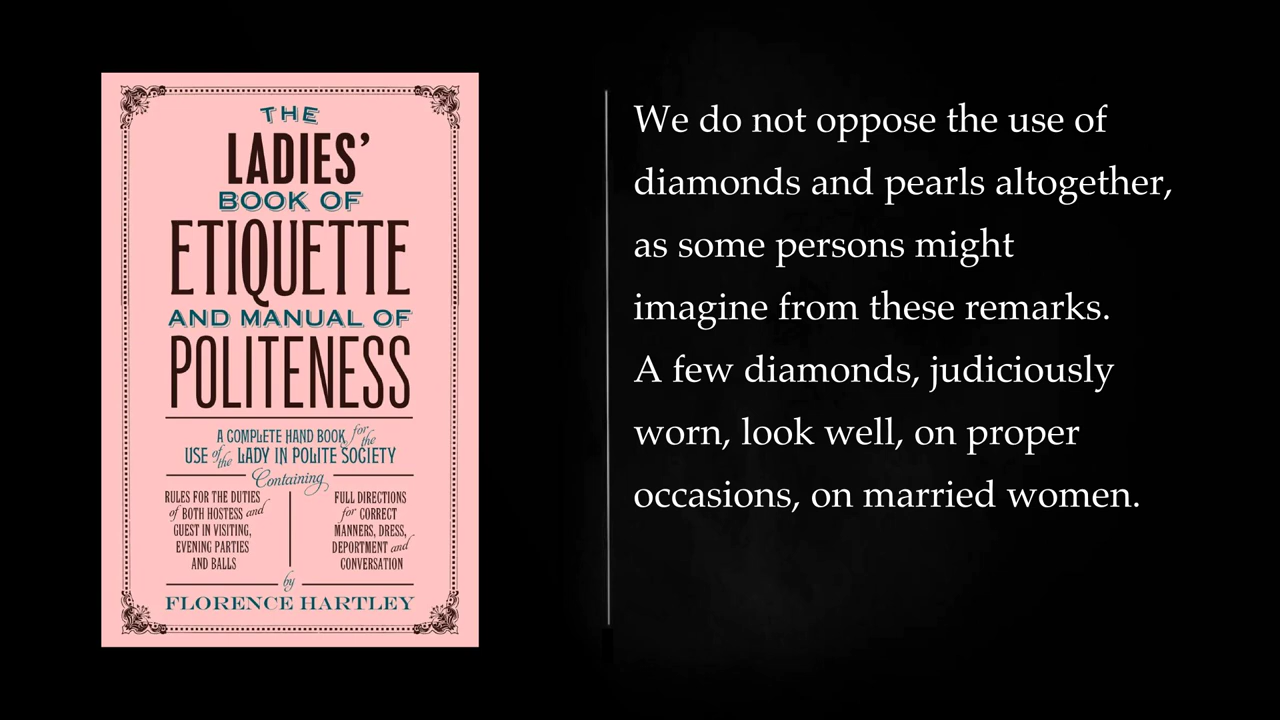 THE
LADIES'
BOOK OF
ETIQUETTE
AND MANUAL OF
POLITENESS
A COMPLETE HAND BOOK for the
USE of the LADY IN POLITE SOCIETY
Containing
RULES FOR THE DUTIES
of BOTH HOSTESS and
GUEST IN VISITING,
EVENING PARTIES
AND BALLS
FULL DIRECTIONS
for CORRECT
MANNERS, DRESS,
DEPORTMENT and
CONVERSATION
by
FLORENCE HARTLEY
We do not oppose the use of
diamonds and pearls altogether,
as some persons might
imagine from these remarks.
A few diamonds, judiciously
worn, look well, on proper
occasions, on married women.